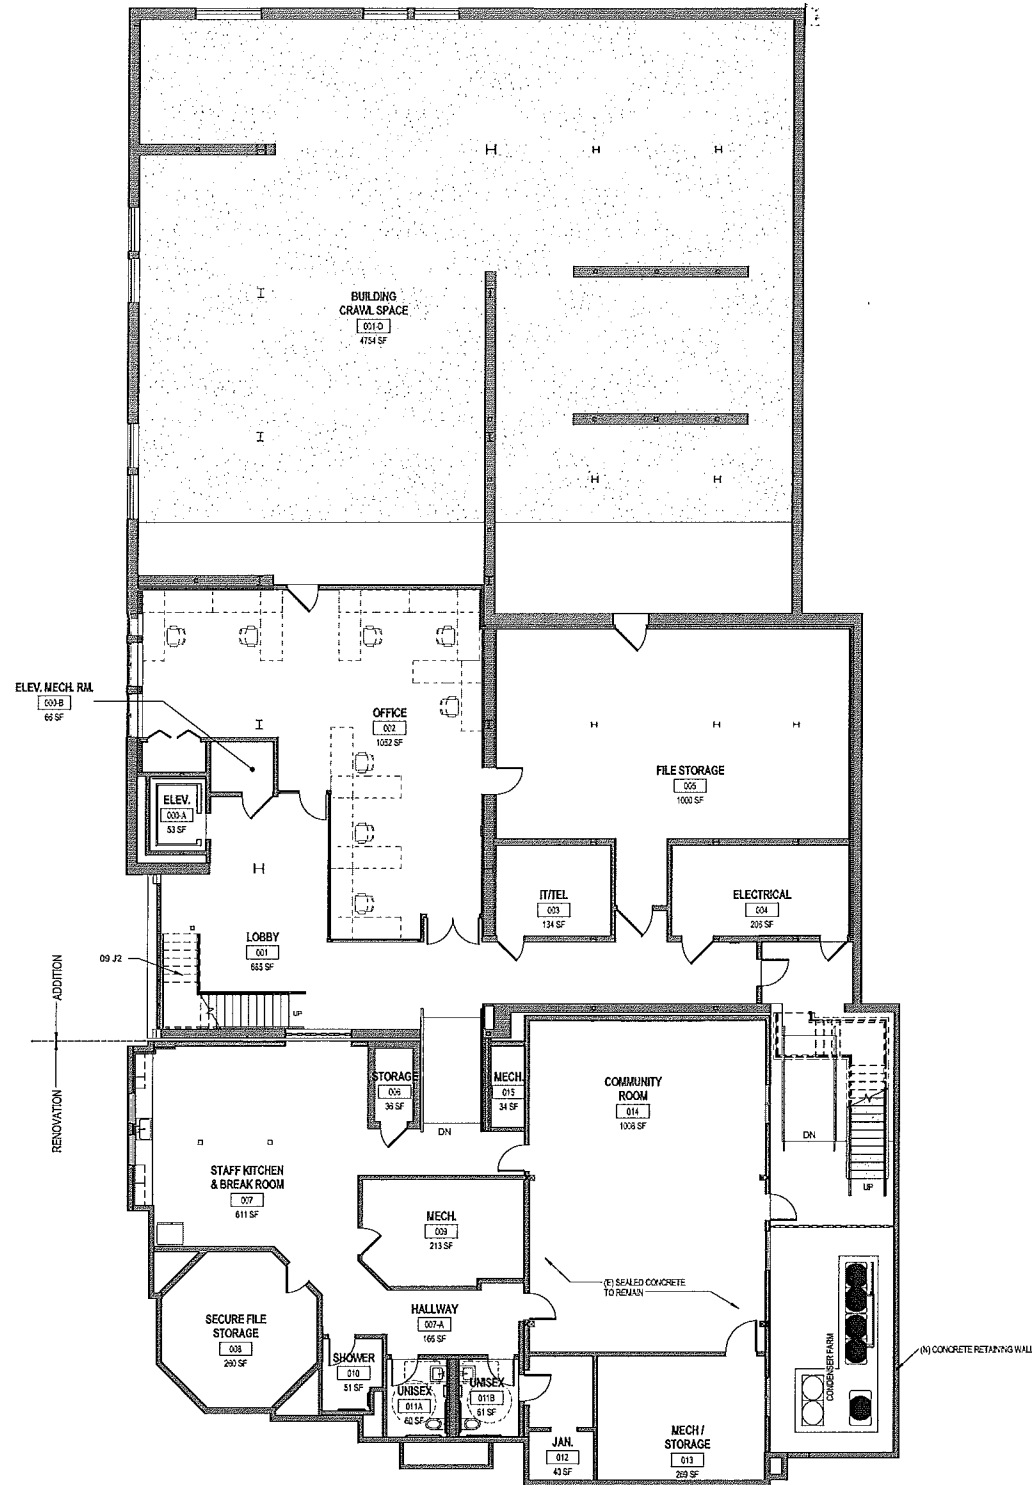 BUILDING
CRAWL SPACE
001-D
4754 SF
ELEV. MECH. RM.
000-B
66 SF
OFFICE
002
1052 SF
FILE STORAGE
005
1000 SF
ELEV.
000-A
53 SF
IT/TEL
003
134 SF
ELECTRICAL
004
206 SF
LOBBY
001
09 J2
UP
ADDITION
RENOVATION
STORAGE
006
36 SF
MECH.
015
34 SF
COMMUNITY
ROOM
014
1008 SF
DN
DN
UP
STAFF KITCHEN
& BREAK ROOM
007
611 SF
MECH.
009
213 SF
(E) SEALED CONCRETE
TO REMAIN
HALLWAY
007-A
166 SF
SECURE FILE
STORAGE
008
260 SF
SHOWER
010
51 SF
UNISEX
011A
60 SF
UNISEX
011B
61 SF
CONDENSER FARM
(N) CONCRETE RETAINING WALL
JAN.
012
43 SF
MECH /
STORAGE
013
269 SF